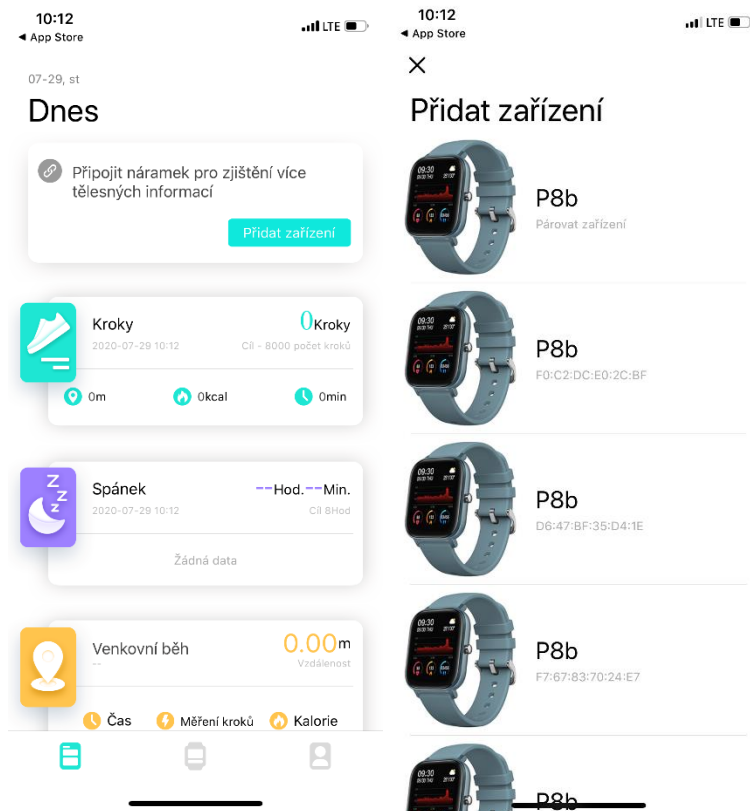 10:12
LTE
◀ App Store
07-29, st
Dnes
Připojit náramek pro zjištění více
tělesných informací
Přidat zařízení
Kroky
0Kroky
2020-07-29 10:12
Cíl - 8000 počet kroků
0m
0kcal
0min
Spánek
--Hod.--Min.
2020-07-29 10:12
Cíl 8Hod
Žádná data
Venkovní běh
0.00m
--
Vzdálenost
Čas
Měření kroků
Kalorie
10:12
LTE
◀ App Store
Přidat zařízení
P8b
Párovat zařízení
P8b
F0:C2:DC:E0:2C:BF
P8b
D6:47:BF:35:D4:1E
P8b
F7:67:83:70:24:E7
P8b